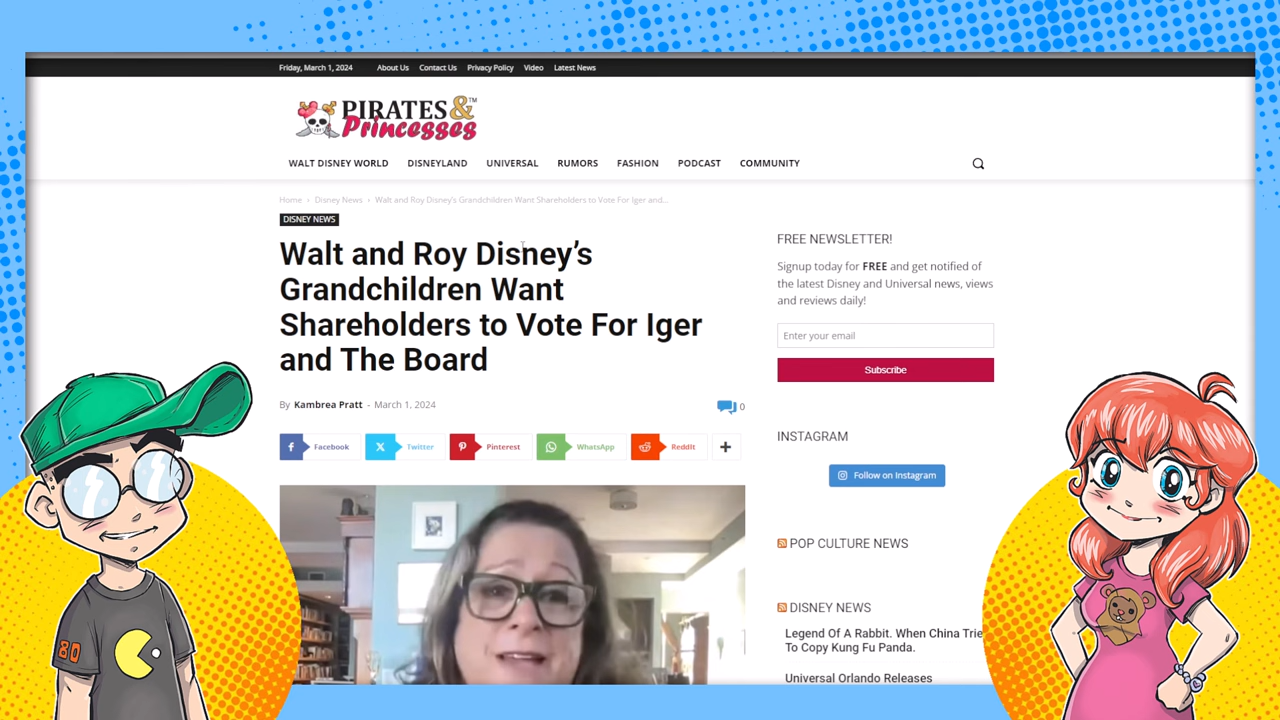 Friday, March 1, 2024 About Us Contact Us Privacy Policy Video Latest News
PIRATES & ™
Princesses
WALT DISNEY WORLD DISNEYLAND UNIVERSAL RUMORS FASHION PODCAST COMMUNITY
Home › Disney News › Walt and Roy Disney's Grandchildren Want Shareholders to Vote For Iger and...
DISNEY NEWS
Walt and Roy Disney’s
Grandchildren Want
Shareholders to Vote For Iger
and The Board
By Kambrea Pratt - March 1, 2024 0
Facebook Twitter Pinterest WhatsApp ReddIt
FREE NEWSLETTER!
Signup today for FREE and get notified of
the latest Disney and Universal news, views
and reviews daily!
Enter your email
Subscribe
INSTAGRAM
Follow on Instagram
POP CULTURE NEWS
DISNEY NEWS
Legend Of A Rabbit. When China Trie
To Copy Kung Fu Panda.
Universal Orlando Releases
80